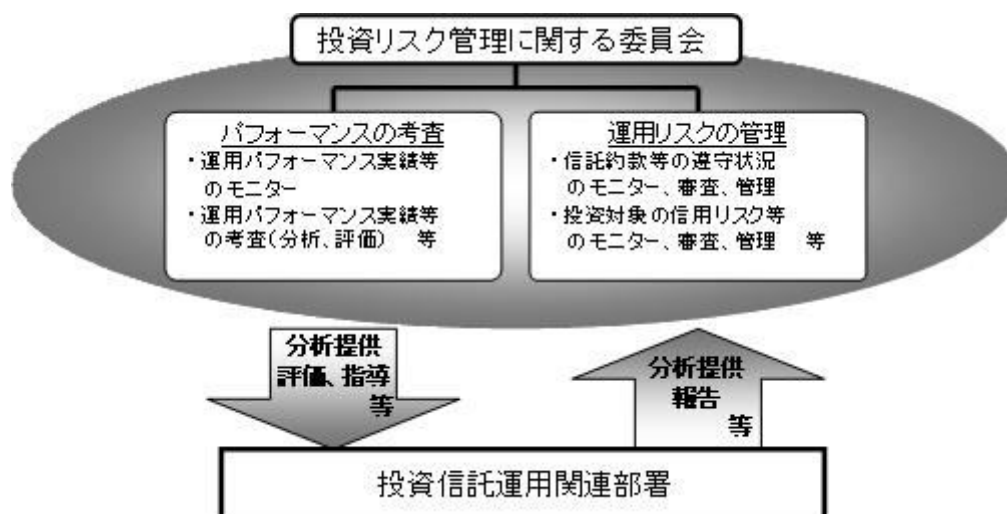 投資リスク管理に関する委員会
パフォーマンスの考査
・運用パフォーマンス実績等
のモニター
・運用パフォーマンス実績等
の考査(分析、評価) 等
運用リスクの管理
・信託約款等の遵守状況
のモニター、審査、管理
・投資対象の信用リスク等
のモニター、審査、管理 等
分析提供
評価、指導
等
分析提供
報告
等
投資信託運用関連部署